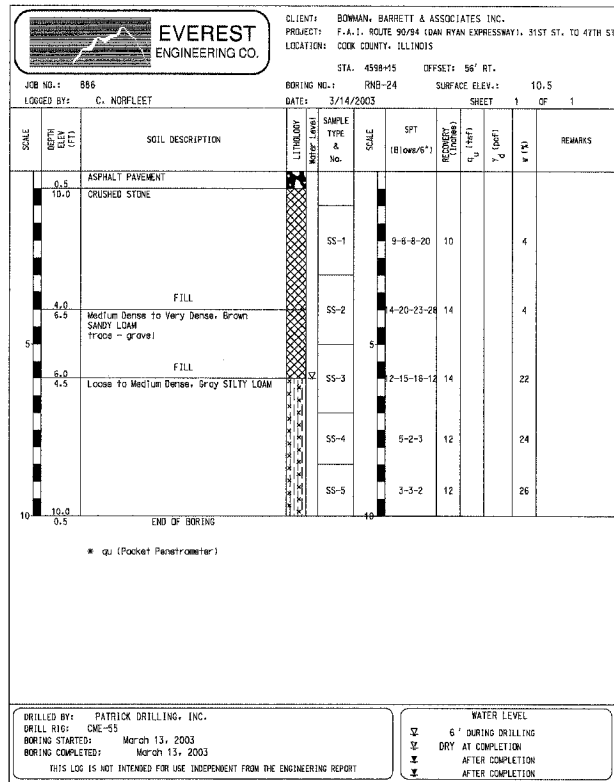 EVEREST
ENGINEERING CO.
CLIENT: BOWMAN, BARRETT & ASSOCIATES INC.
PROJECT: F.A.I. ROUTE 90/94 (DAN RYAN EXPRESSWAY), 31ST ST. TO 47TH ST
LOCATION: COOK COUNTY, ILLINOIS
STA. 4598+15 OFFSET: 56' RT.
JOB NO.: 886 BORING NO.: RNB-24 SURFACE ELEV.: 10.5
LOGGED BY: C. NORFLEET DATE: 3/14/2003 SHEET 1 OF 1
SCALE
DEPTH
ELEV
(FT)
SOIL DESCRIPTION
LITHOLOGY
Water Level
SAMPLE
TYPE
&
No.
SCALE
SPT
(Blows/6")
RECOVERY
(Inches)
q u (tsf)
γ d (pcf)
W (%)
REMARKS
ASPHALT PAVEMENT
0.5
10.0 CRUSHED STONE
SS-1 9-6-8-20 10 4
FILL
4.0
SS-2 14-20-23-28 14 4
6.5 Medium Dense to Very Dense, Brown
SANDY LOAM
trace - gravel
5 5
FILL
6.0
SS-3 12-15-16-12 14 22
4.5 Loose to Medium Dense, Gray SILTY LOAM
SS-4 5-2-3 12 24
SS-5 3-3-2 12 26
10 10.0 10
0.5 END OF BORING
* qu (Pocket Penetrometer)
DRILLED BY: PATRICK DRILLING, INC.
DRILL RIG: CME-55
BORING STARTED: March 13, 2003
BORING COMPLETED: March 13, 2003
THIS LOG IS NOT INTENDED FOR USE INDEPENDENT FROM THE ENGINEERING REPORT
WATER LEVEL
6 ' DURING DRILLING
DRY AT COMPLETION
AFTER COMPLETION
AFTER COMPLETION